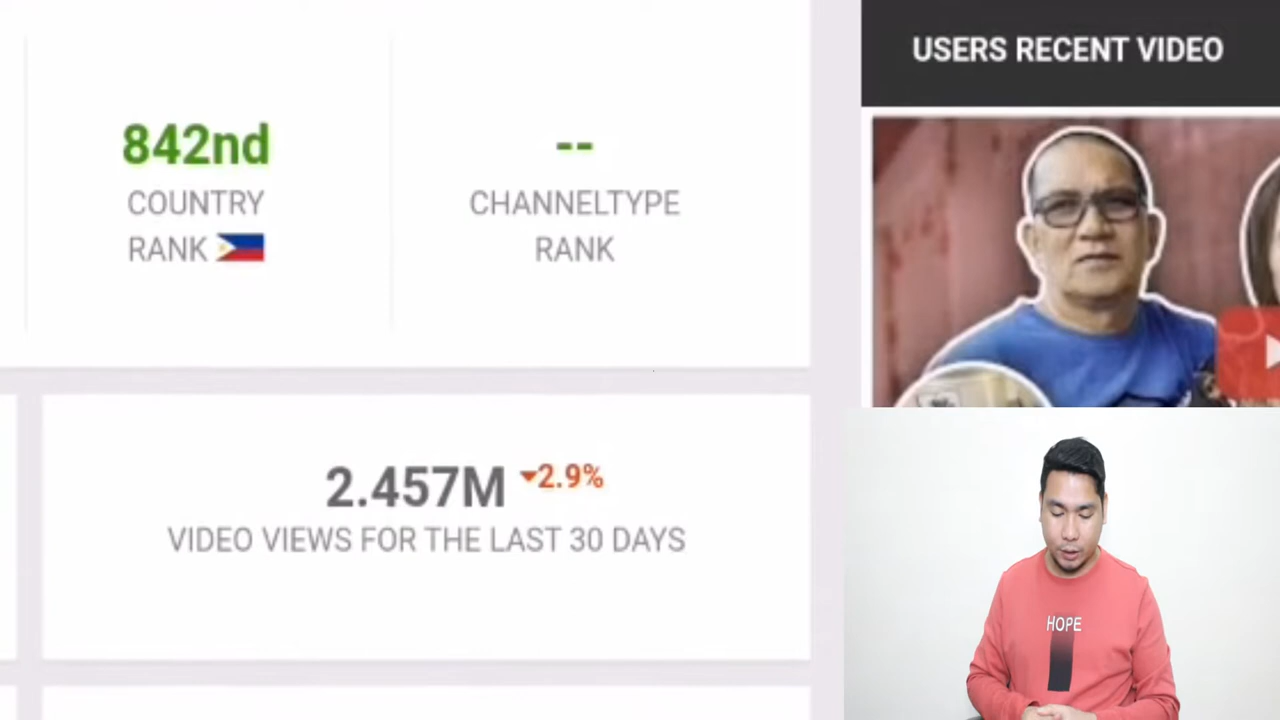 USERS RECENT VIDEO
842nd
COUNTRY
RANK
--
CHANNELTYPE
RANK
2.457M 2.9%
VIDEO VIEWS FOR THE LAST 30 DAYS
HOPE